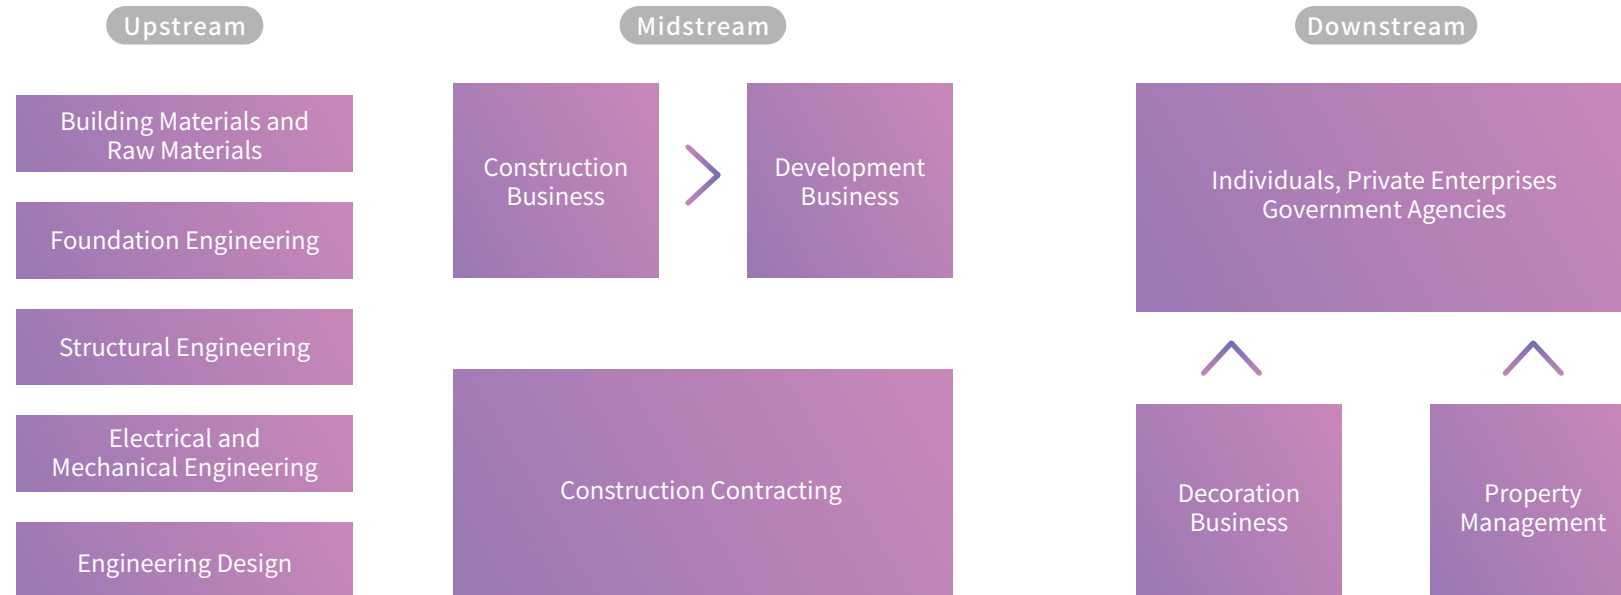 Upstream
Building Materials and
Raw Materials
Foundation Engineering
Structural Engineering
Electrical and
Mechanical Engineering
Engineering Design
Midstream
Construction
Business
Development
Business
Construction Contracting
Downstream
Individuals, Private Enterprises
Government Agencies
Decoration
Business
Property
Management